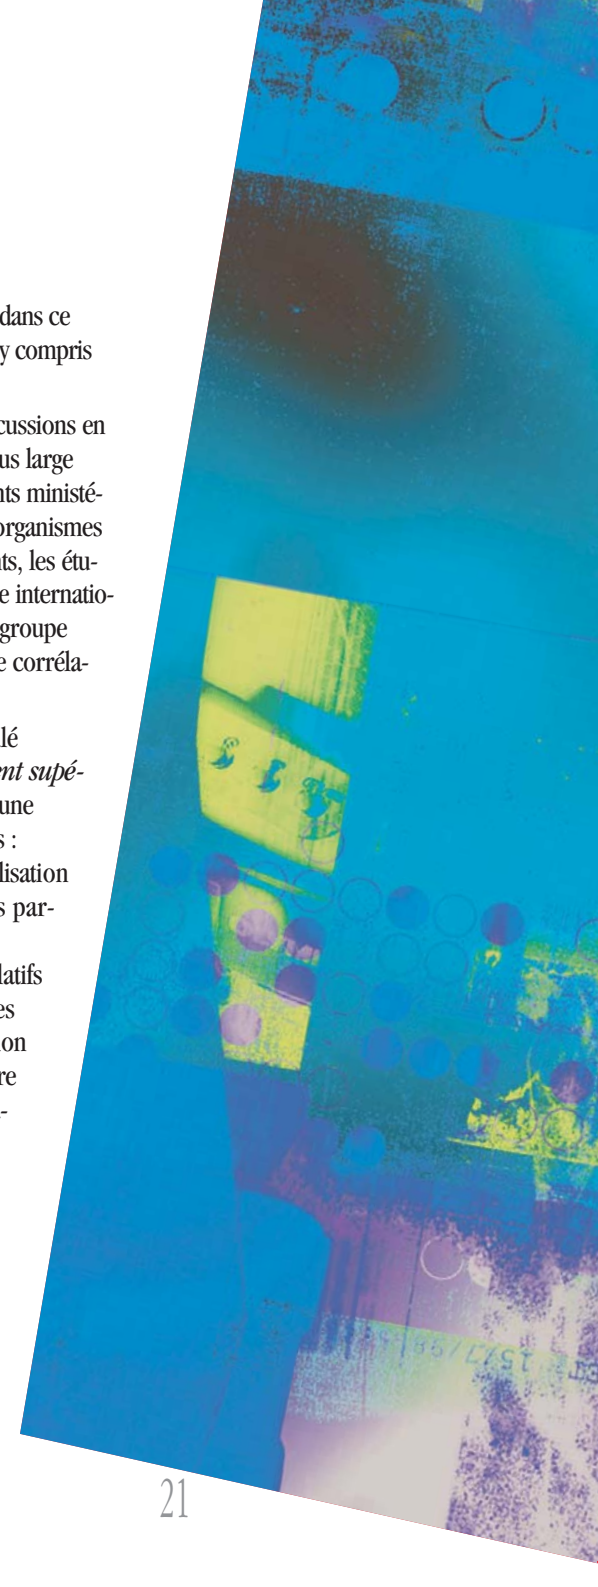 dans ce
y compris
cussions en
us large
nts ministé-
organismes
ts, les étu-
e internatio-
groupe
e corréla-
lé
nt supé-
une
s :
lisation
s par-
latifs
es
on
re
-
21